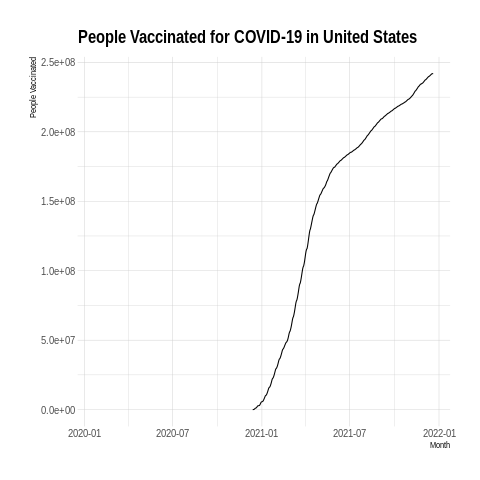 People Vaccinated for COVID-19 in United States
People Vaccinated
2.5e+08
2.0e+08
1.5e+08
1.0e+08
5.0e+07
0.0e+00
2020-01 2020-07 2021-01 2021-07 2022-01
Month